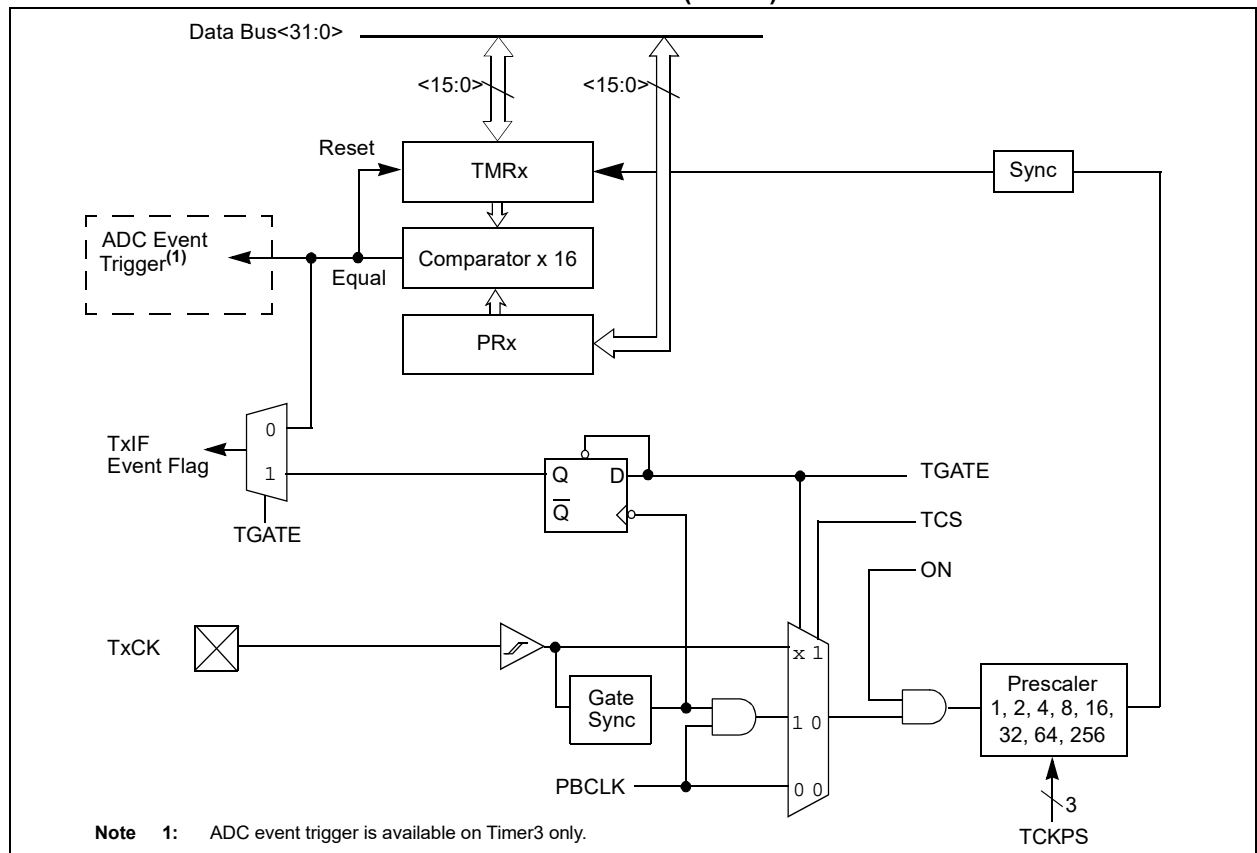 Data Bus<31:0>
<15:0>
<15:0>
Reset
TMRx
Sync
ADC Event
Trigger(1)
Equal
Comparator x 16
PRx
0
TxIF
Event Flag
1
TGATE
Q
D
Q
TGATE
TCS
ON
TxCK
x 1
Gate
Sync
1 0
Prescaler
1, 2, 4, 8, 16,
32, 64, 256
PBCLK
0 0
3
TCKPS
Note 1: ADC event trigger is available on Timer3 only.